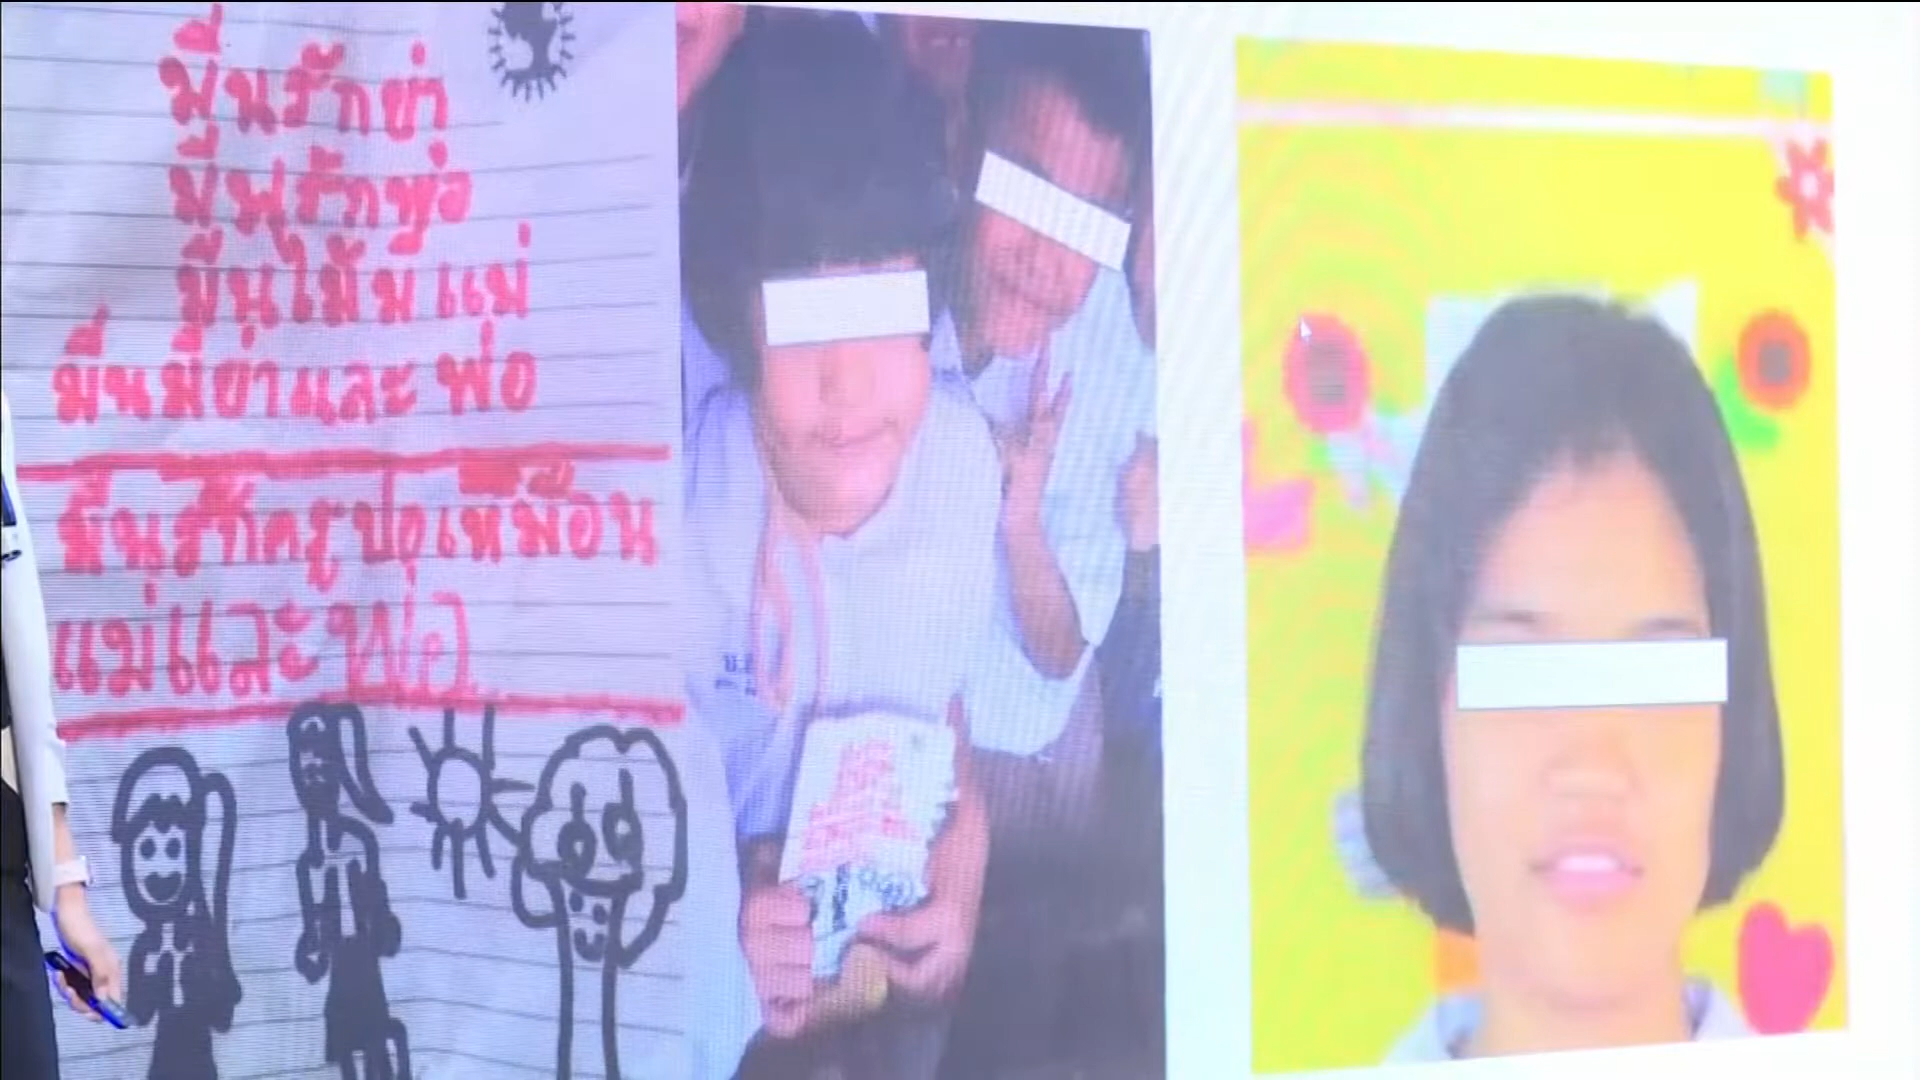 มึ่นรักย่า
มึ่นรักพ่อ
มึ่นไม่มีแม่
มึ่นมีย่าและพ่อ
มึ่นรักครูปอเหมือน
แม่และพ่อ